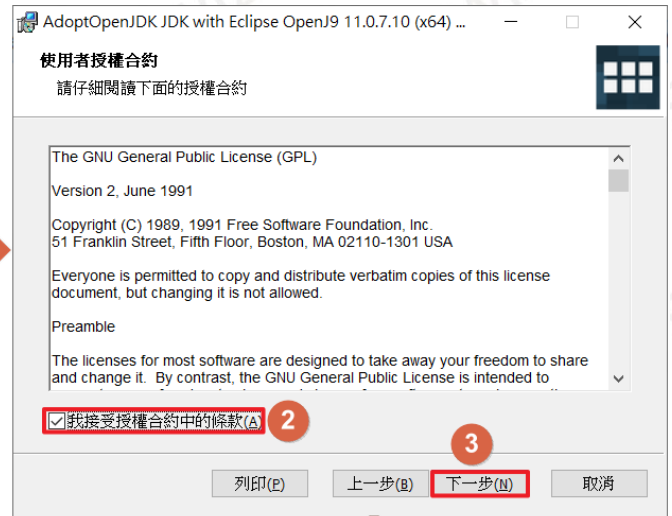 AdoptOpenJDK JDK with Eclipse OpenJ9 11.0.7.10 (x64) ...
使用者授權合約
請仔細閱讀下面的授權合約
The GNU General Public License (GPL)
Version 2, June 1991
Copyright (C) 1989, 1991 Free Software Foundation, Inc.
51 Franklin Street, Fifth Floor, Boston, MA 02110-1301 USA
Everyone is permitted to copy and distribute verbatim copies of this license
document, but changing it is not allowed.
Preamble
The licenses for most software are designed to take away your freedom to share
and change it. By contrast, the GNU General Public License is intended to
我接受授權合約中的條款(A) 2
3
列印(P) 上一步(B) 下一步(N) 取消